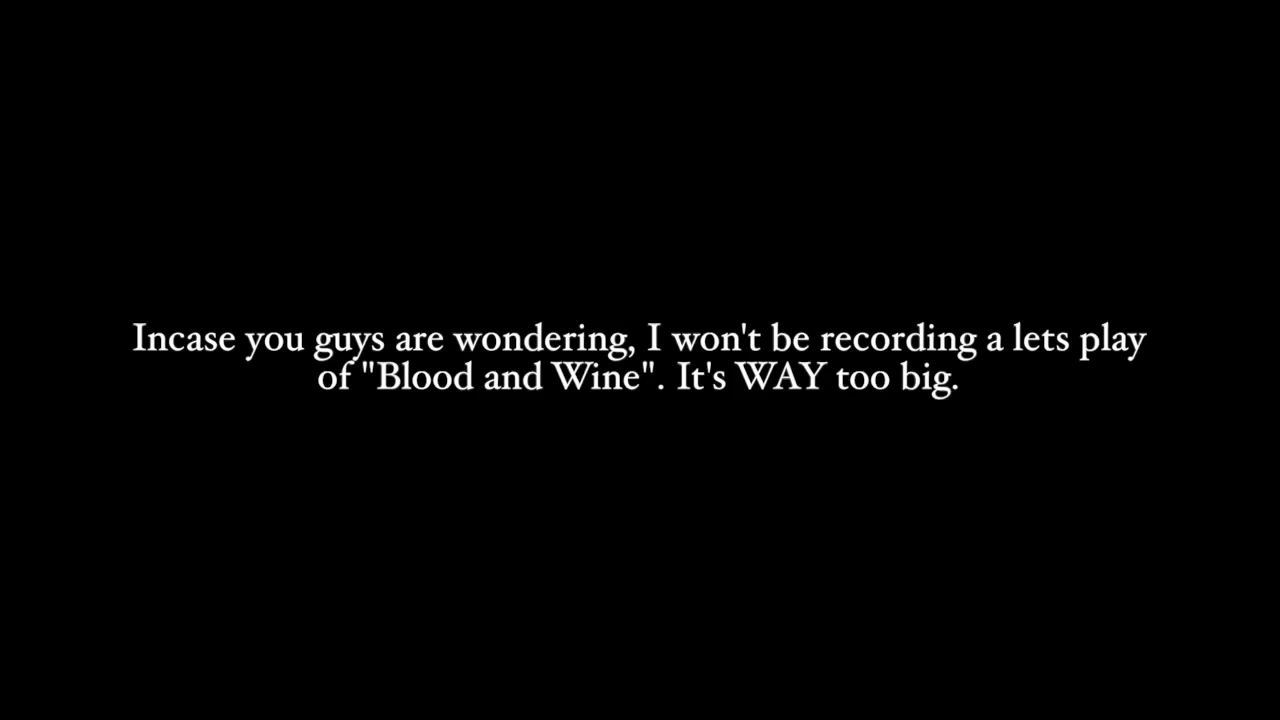 Incase you guys are wondering, I won't be recording a lets play
of "Blood and Wine". It's WAY too big.